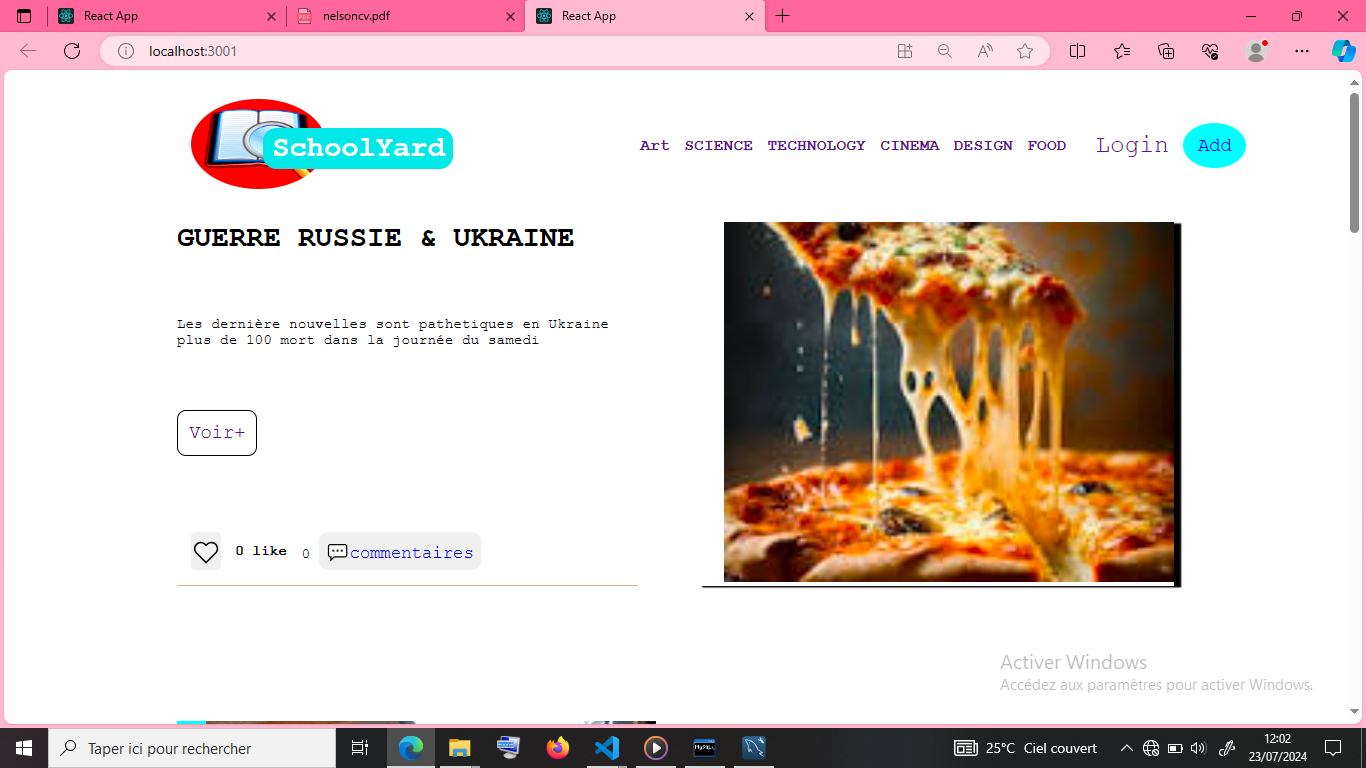 React App
nelsoncv.pdf
React App
localhost:3001
SchoolYard
Art SCIENCE TECHNOLOGY CINEMA DESIGN FOOD Login Add
GUERRE RUSSIE & UKRAINE
Les dernière nouvelles sont pathetiques en Ukraine
plus de 100 mort dans la journée du samedi
Voir+
0 like 0 commentaires
Activer Windows
Accédez aux paramètres pour activer Windows.
Taper ici pour rechercher
25°C Ciel couvert
12:02
23/07/2024